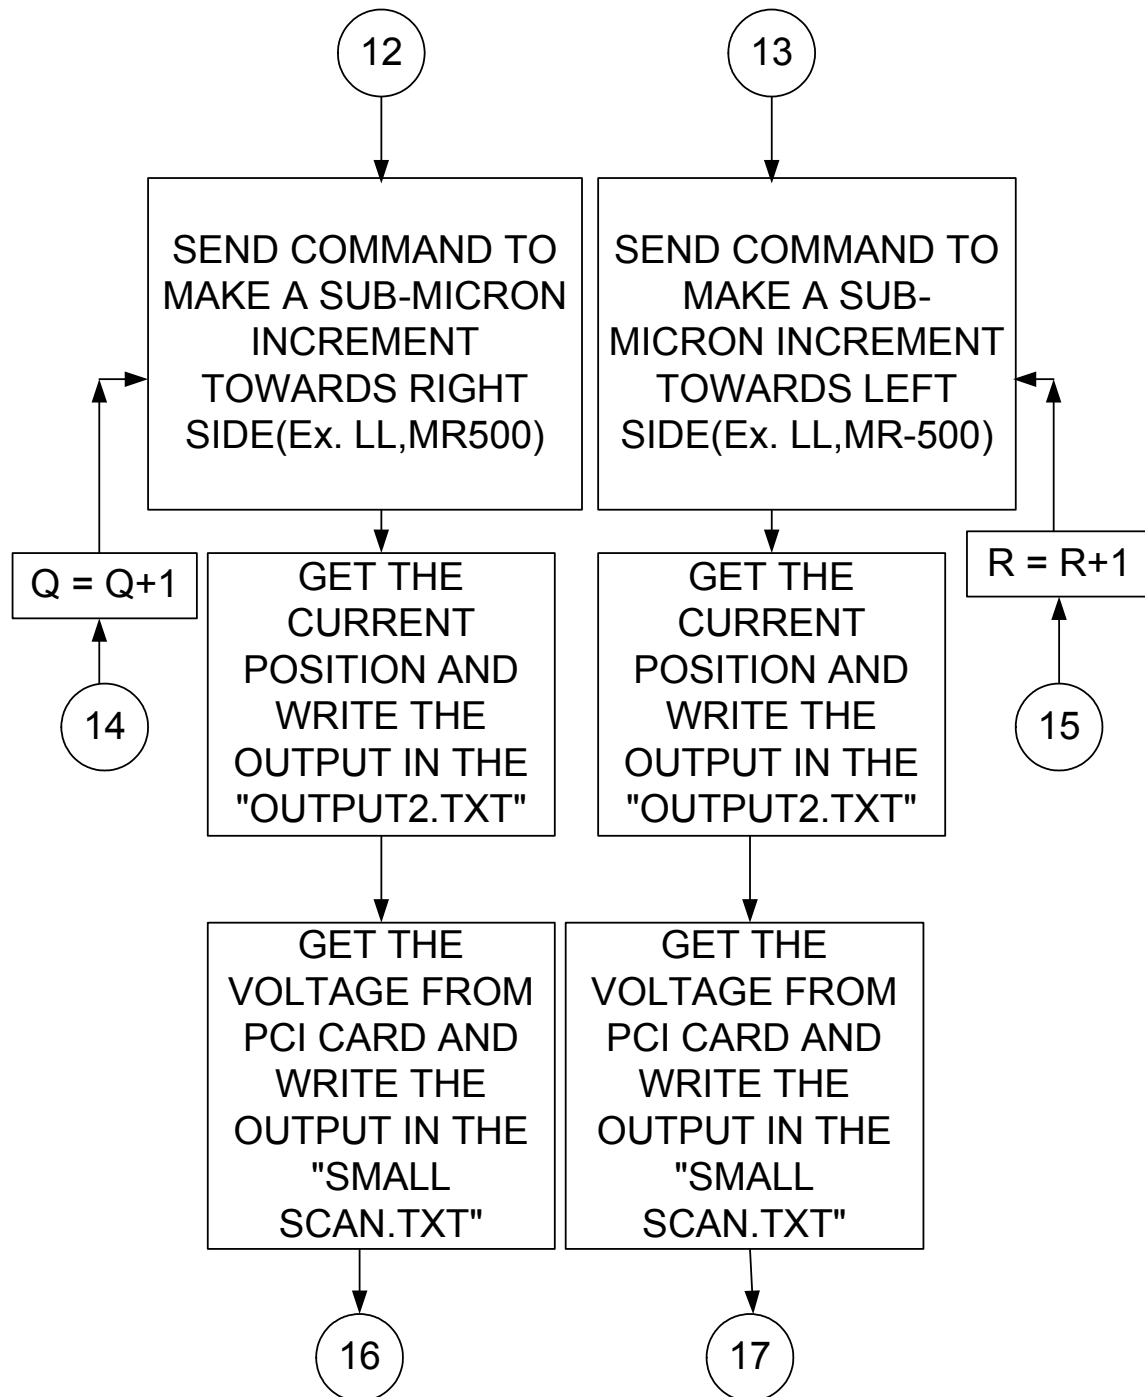 12
13
SEND COMMAND TO
MAKE A SUB-MICRON
INCREMENT
TOWARDS RIGHT
SIDE(Ex. LL,MR500)
SEND COMMAND TO
MAKE A SUB-
MICRON INCREMENT
TOWARDS LEFT
SIDE(Ex. LL,MR-500)
Q = Q+1
R = R+1
14
15
GET THE
CURRENT
POSITION AND
WRITE THE
OUTPUT IN THE
"OUTPUT2.TXT"
GET THE
CURRENT
POSITION AND
WRITE THE
OUTPUT IN THE
"OUTPUT2.TXT"
GET THE
VOLTAGE FROM
PCI CARD AND
WRITE THE
OUTPUT IN THE
"SMALL
SCAN.TXT"
GET THE
VOLTAGE FROM
PCI CARD AND
WRITE THE
OUTPUT IN THE
"SMALL
SCAN.TXT"
16
17